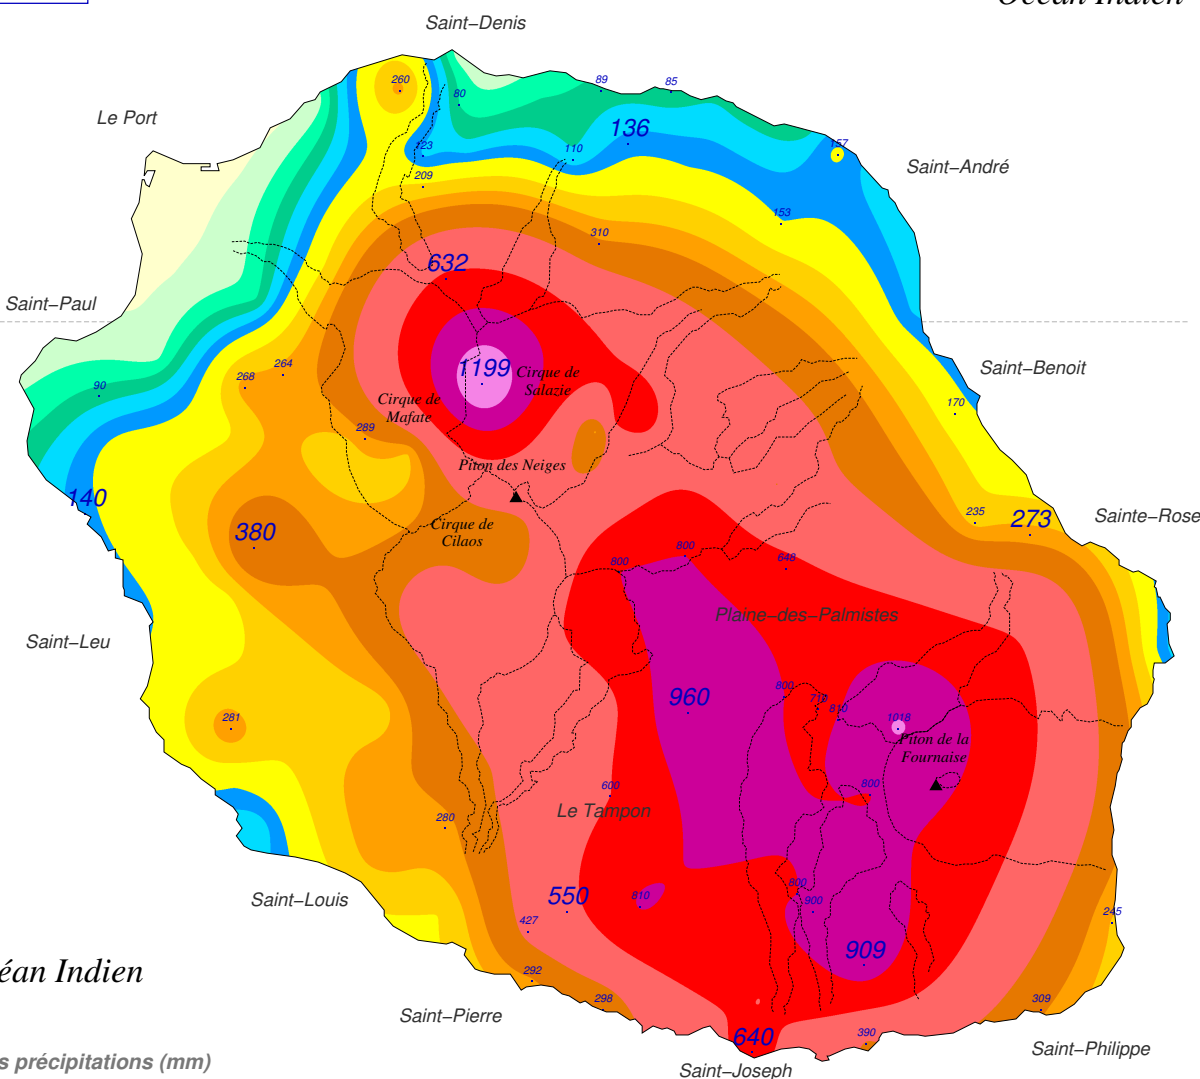 Océan Indien
Saint–Denis
260
89
85
80
Le Port
136
123
110
157
Saint–André
209
153
310
632
Saint–Paul
264
268
1199
Cirque de
Salazie
Saint–Benoit
90
Cirque de
Mafate
170
289
Piton des Neiges
140
380
Cirque de
Cilaos
235
273
Sainte–Rose
800
800
648
Plaine–des–Palmistes
Saint–Leu
960
800
716
810
281
1018
Piton de la
Fournaise
600
800
Le Tampon
280
Saint–Louis
550
810
800
900
427
245
909
éan Indien
292
298
309
Saint–Pierre
640
390
Saint–Philippe
s précipitations (mm)
Saint–Joseph